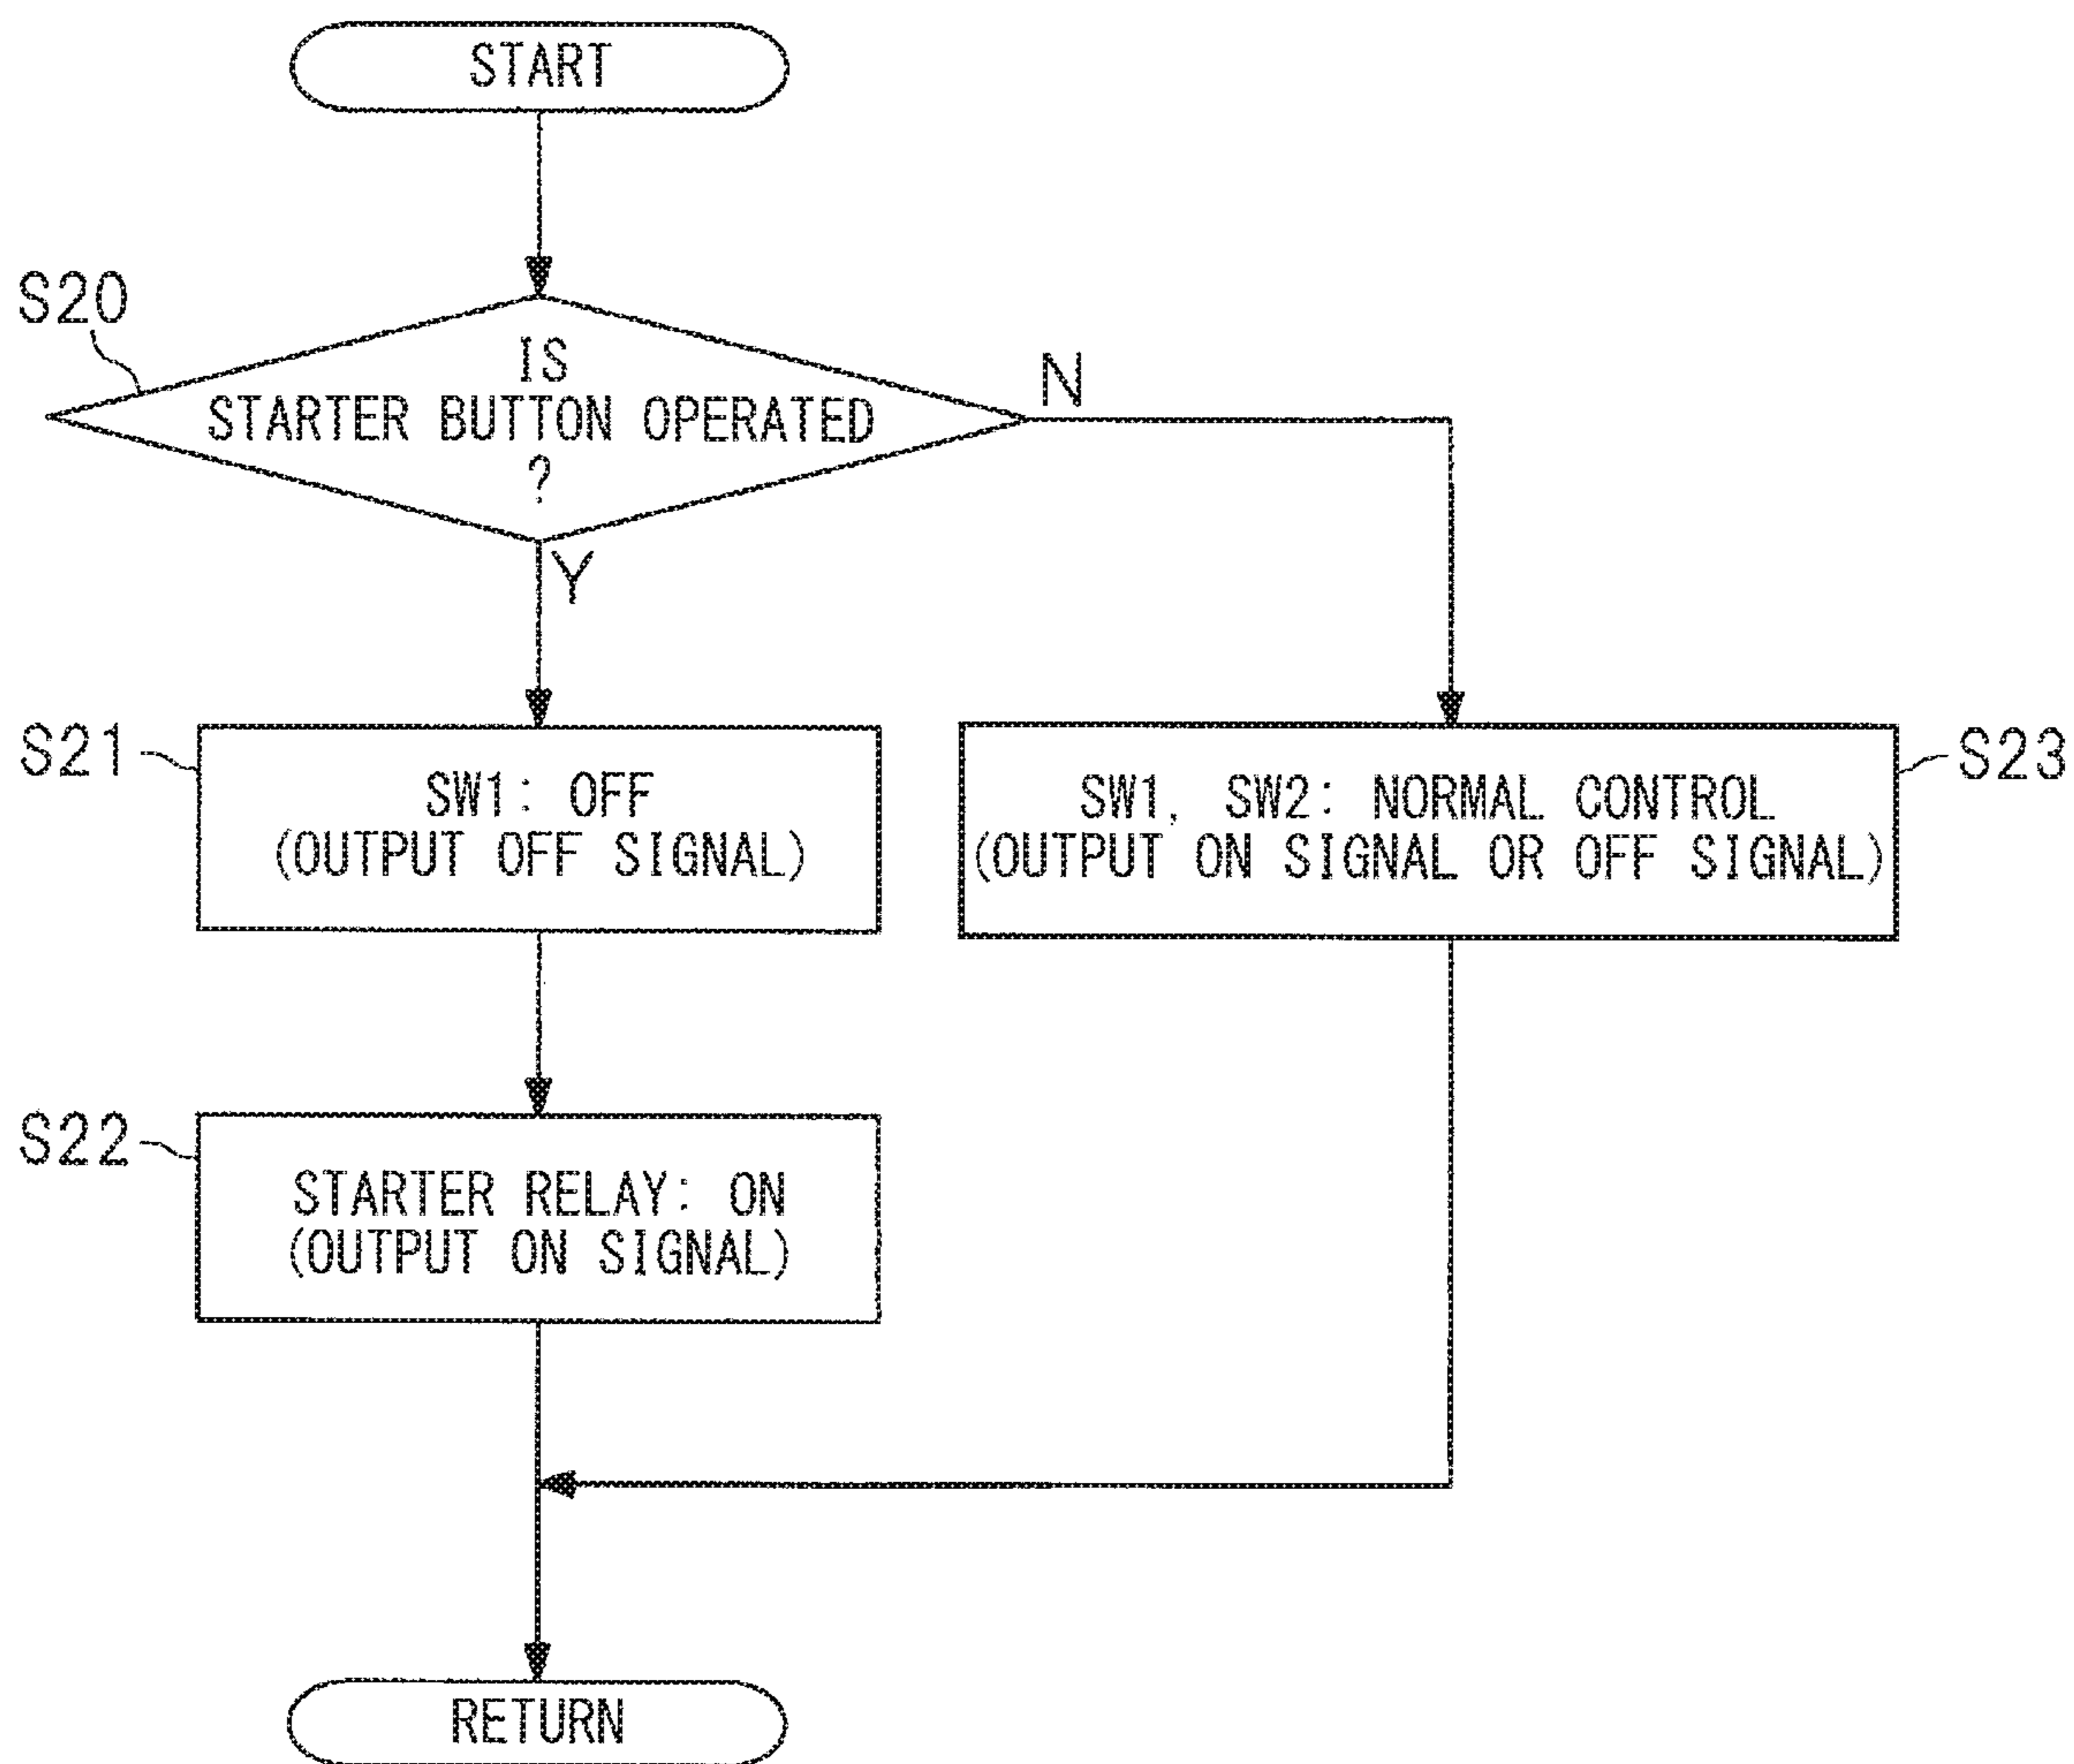 START
S20
IS
STARTER BUTTON OPERATED
?
N
Y
S21
SW1: OFF
(OUTPUT OFF SIGNAL)
SW1, SW2: NORMAL CONTROL
(OUTPUT ON SIGNAL OR OFF SIGNAL)
S23
S22
STARTER RELAY: ON
(OUTPUT ON SIGNAL)
RETURN